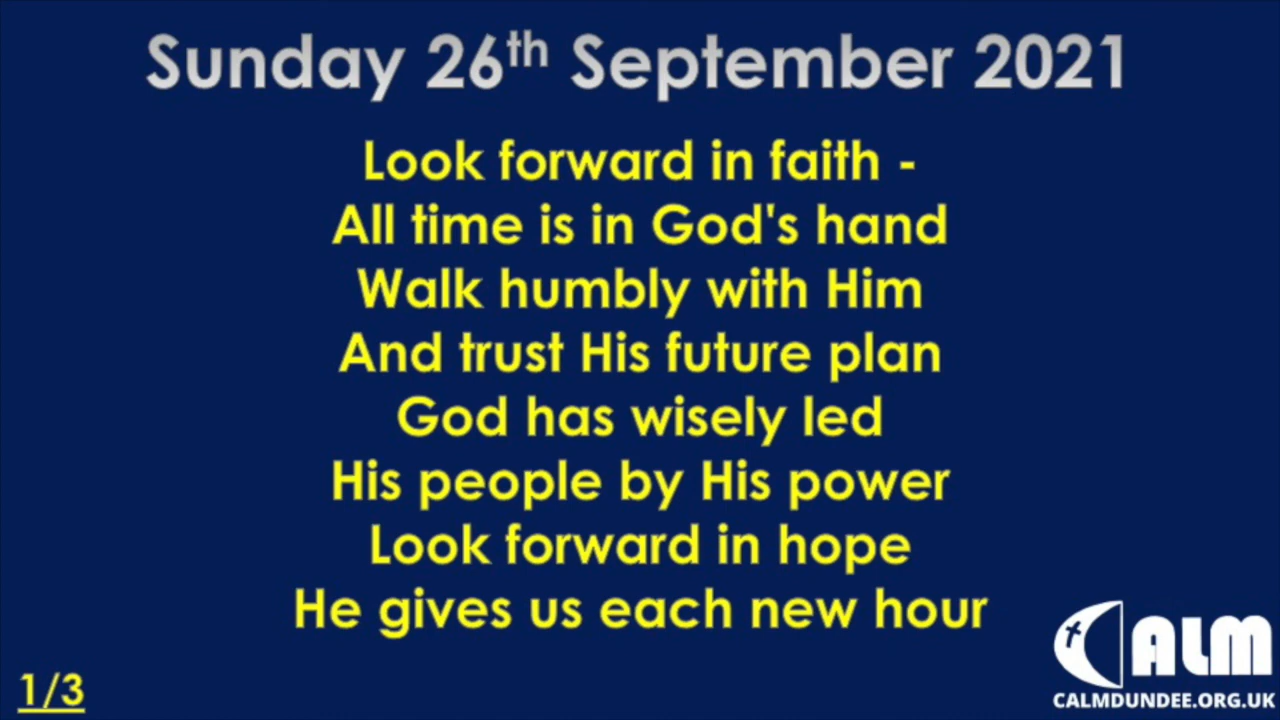 Sunday 26th September 2021
Look forward in faith -
All time is in God's hand
Walk humbly with Him
And trust His future plan
God has wisely led
His people by His power
Look forward in hope
He gives us each new hour
1/3
CALM
CALMDUNDEE.ORG.UK